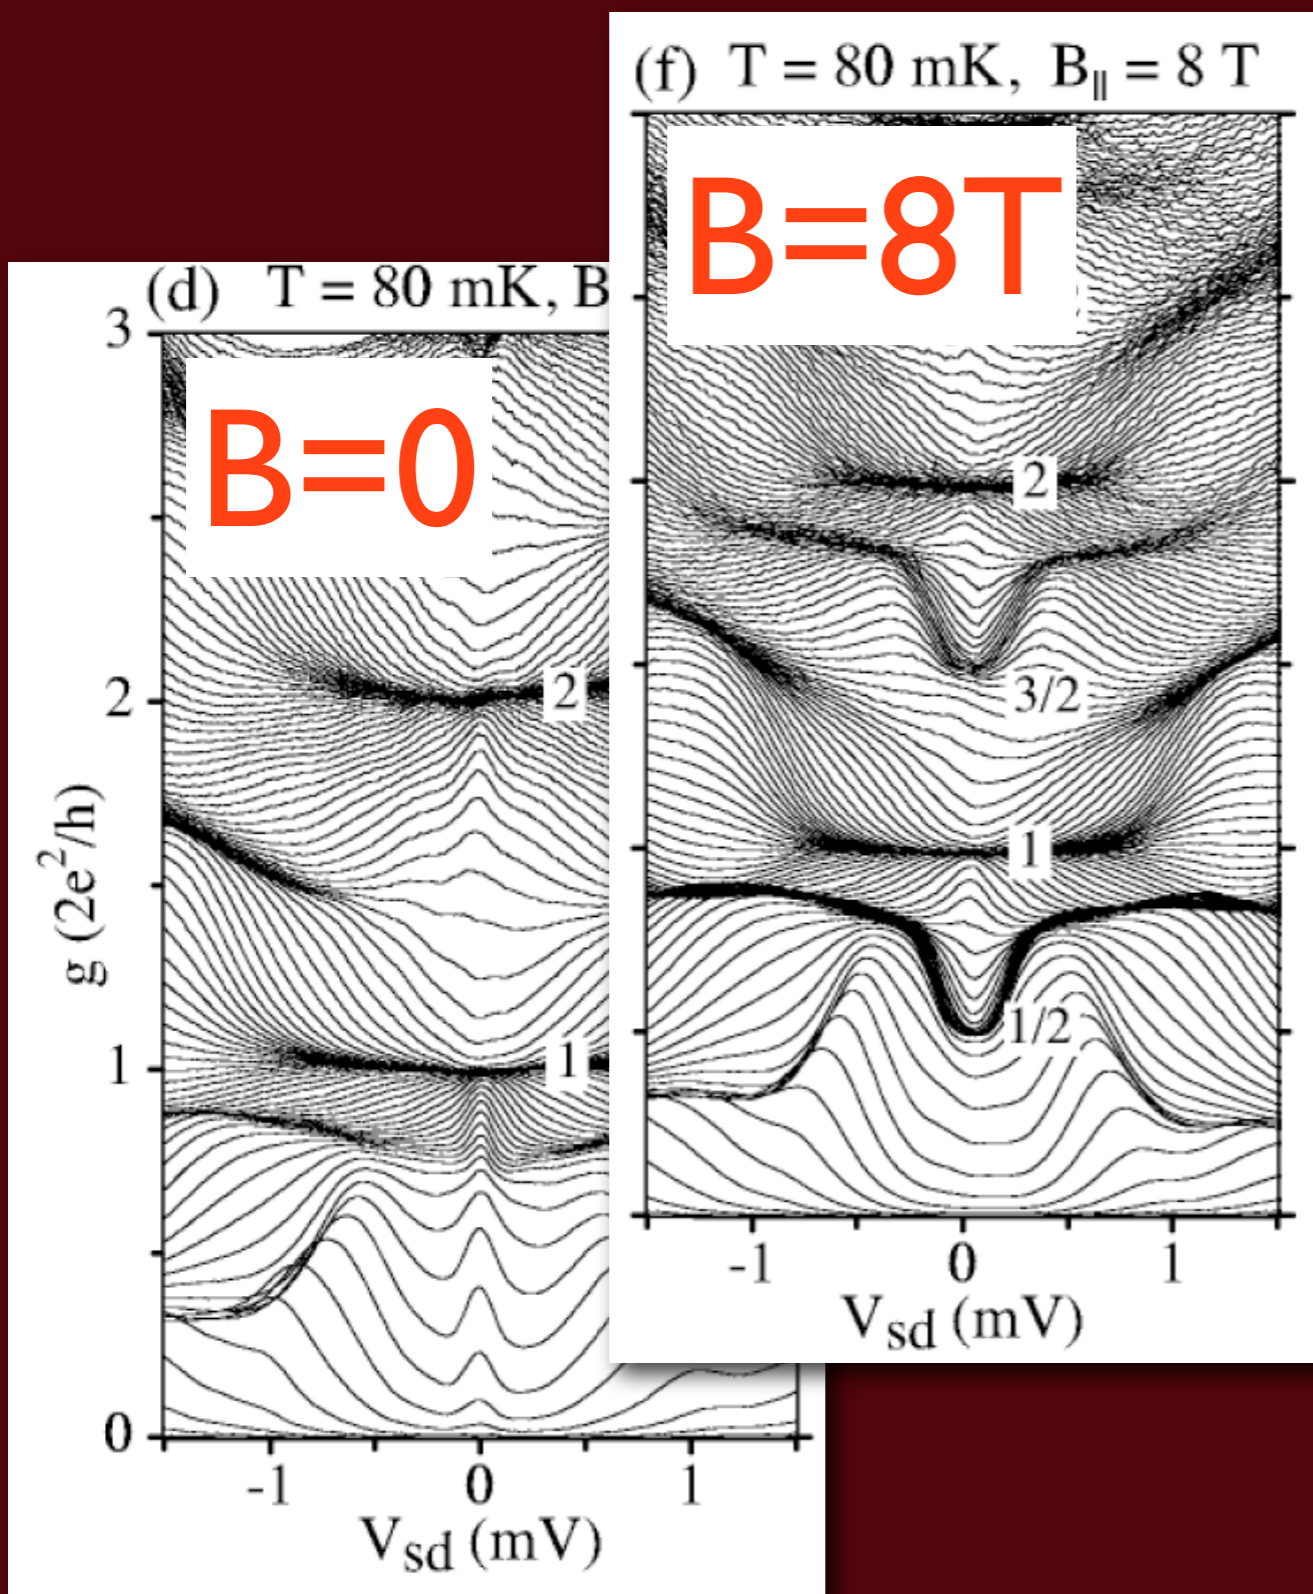 (d) T = 80 mK, B
B=0
3
2
1
0
2
1
g (2e²/h)
-1 0 1
Vsd (mV)
(f) T = 80 mK, B|| = 8 T
B=8T
2
3/2
1
1/2
-1 0 1
Vsd (mV)